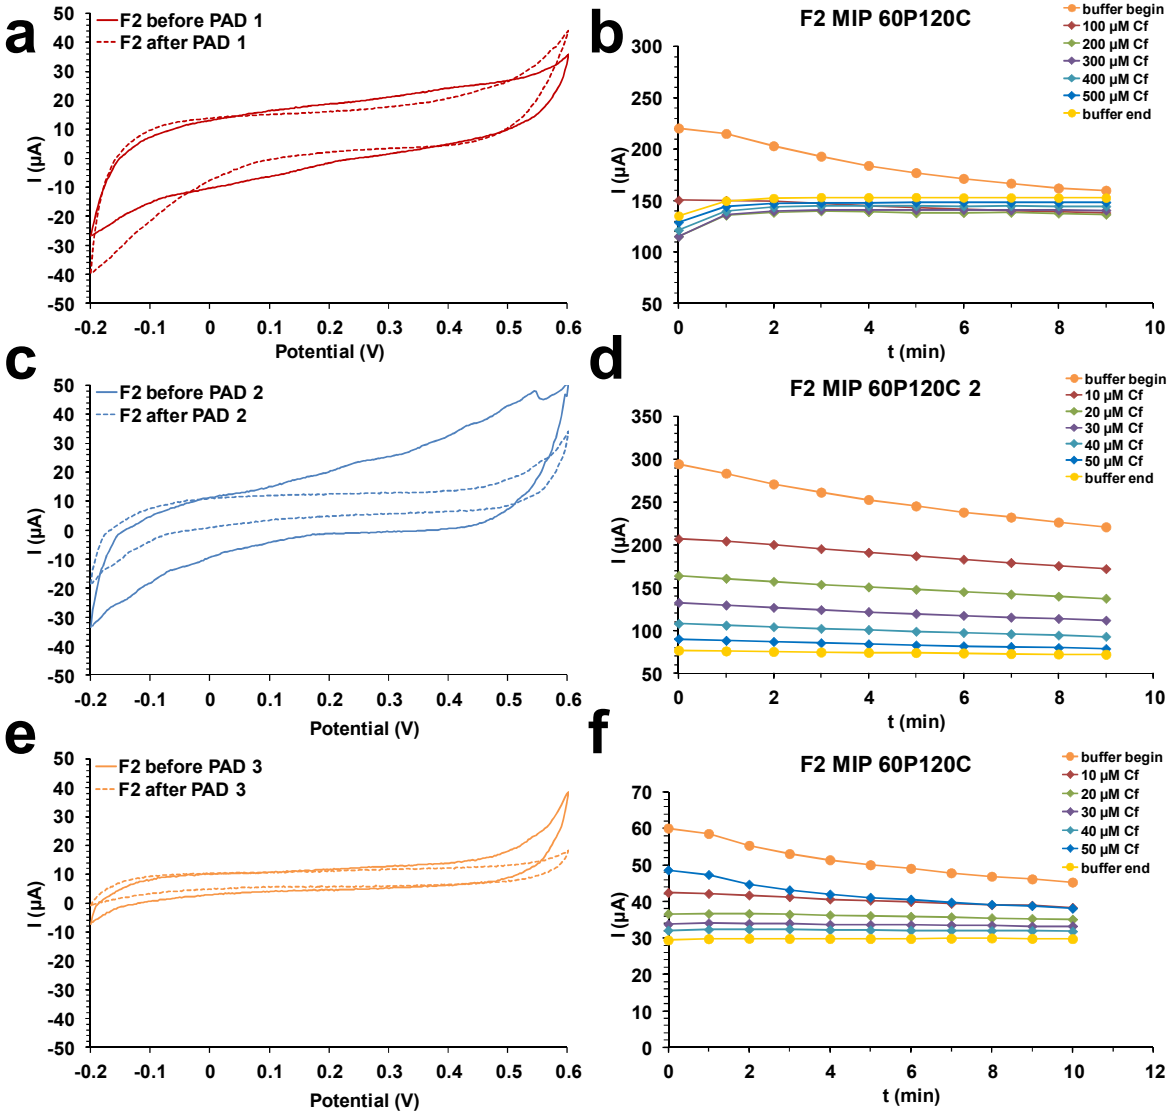 a
F2 before PAD 1
F2 after PAD 1
50
40
30
20
10
0
-10
-20
-30
-40
-50
I (µA)
-0.2
-0.1
0
0.1
0.2
0.3
0.4
0.5
0.6
Potential (V)
b
F2 MIP 60P120C
buffer begin
100 µM Cf
200 µM Cf
300 µM Cf
400 µM Cf
500 µM Cf
buffer end
300
250
200
150
100
50
I (µA)
0
2
4
6
8
10
t (min)
c
F2 before PAD 2
F2 after PAD 2
50
40
30
20
10
0
-10
-20
-30
-40
-50
I (µA)
-0.2
-0.1
0
0.1
0.2
0.3
0.4
0.5
0.6
Potential (V)
d
F2 MIP 60P120C 2
buffer begin
10 µM Cf
20 µM Cf
30 µM Cf
40 µM Cf
50 µM Cf
buffer end
350
300
250
200
150
100
50
I (µA)
0
2
4
6
8
10
t (min)
e
F2 before PAD 3
F2 after PAD 3
50
40
30
20
10
0
-10
-20
-30
-40
-50
I (µA)
-0.2
-0.1
0
0.1
0.2
0.3
0.4
0.5
0.6
Potential (V)
f
F2 MIP 60P120C
buffer begin
10 µM Cf
20 µM Cf
30 µM Cf
40 µM Cf
50 µM Cf
buffer end
70
60
50
40
30
20
10
0
I (µA)
0
2
4
6
8
10
12
t (min)